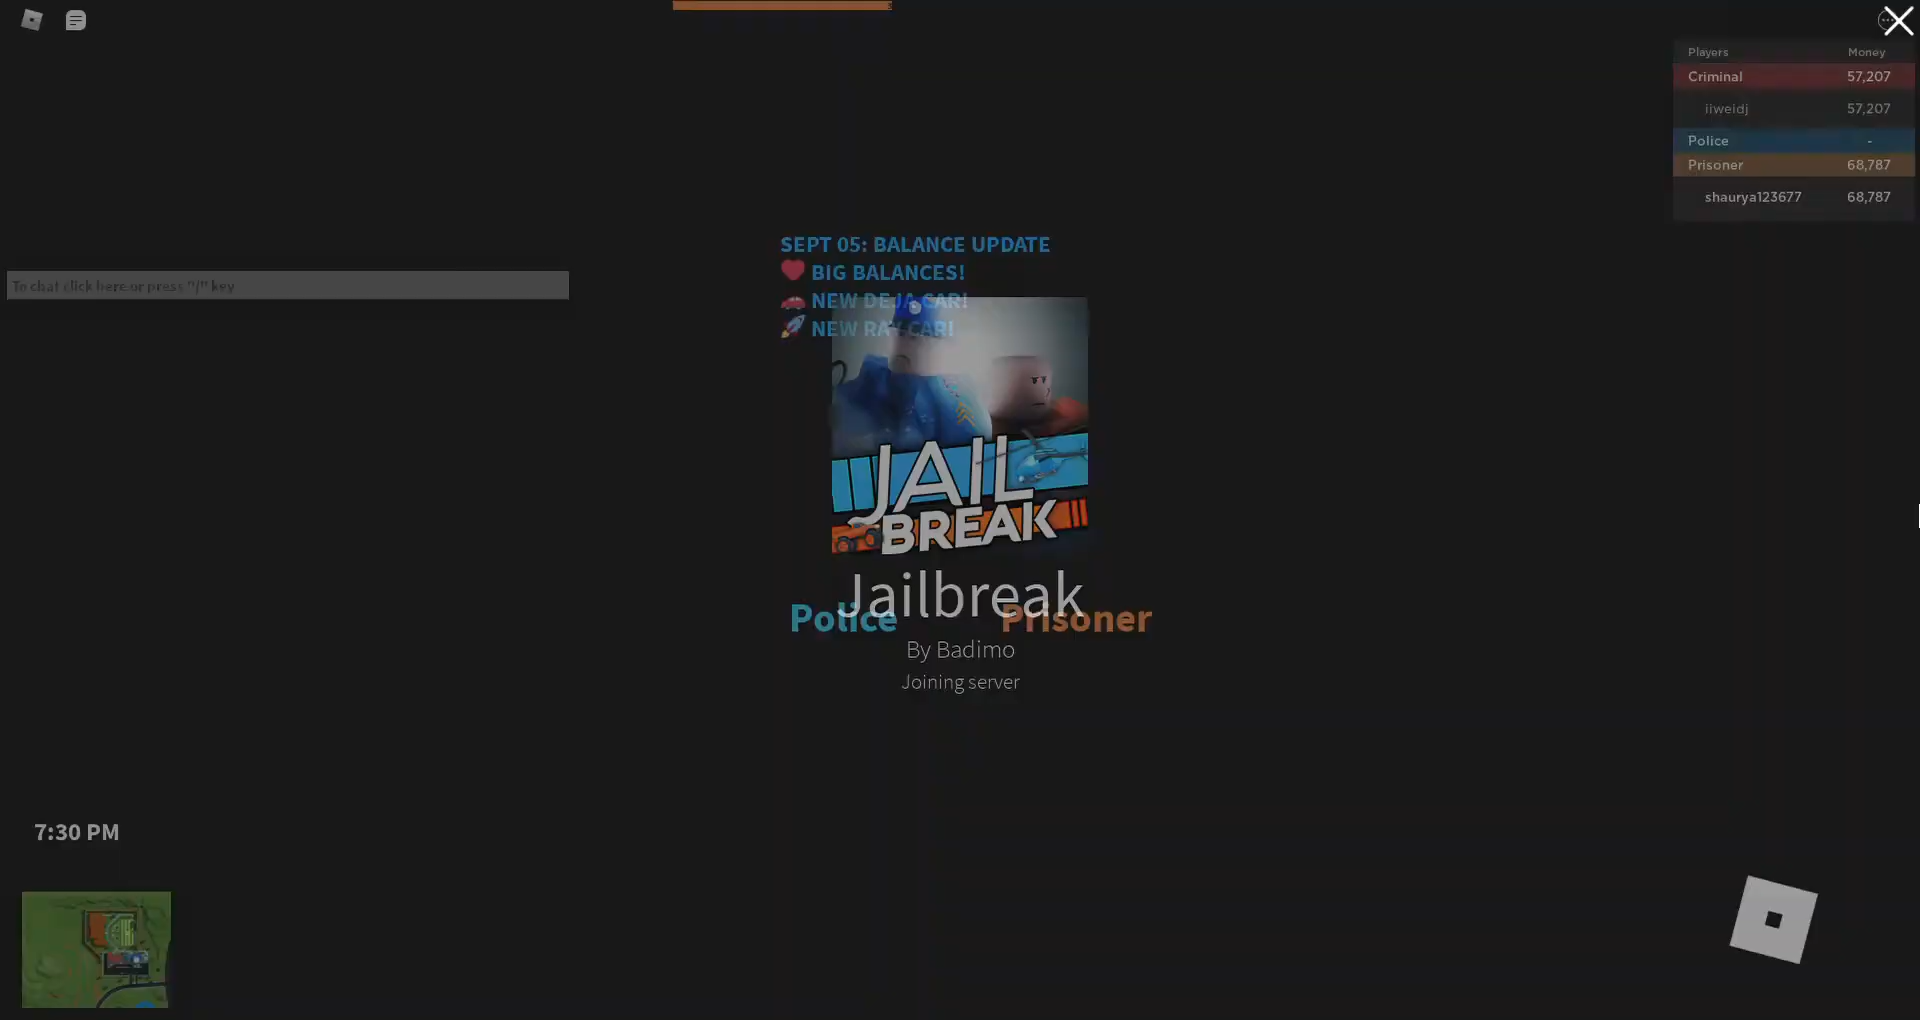 Players Money
Criminal 57,207
iiweidj 57,207
Police -
Prisoner 68,787
shaurya123677 68,787
SEPT 05: BALANCE UPDATE
BIG BALANCES!
NEW DEJA CAR!
NEW RAY CAR!
To chat click here or press "/" key
JAIL
BREAK
Jailbreak
Police Prisoner
By Badimo
Joining server
7:30 PM